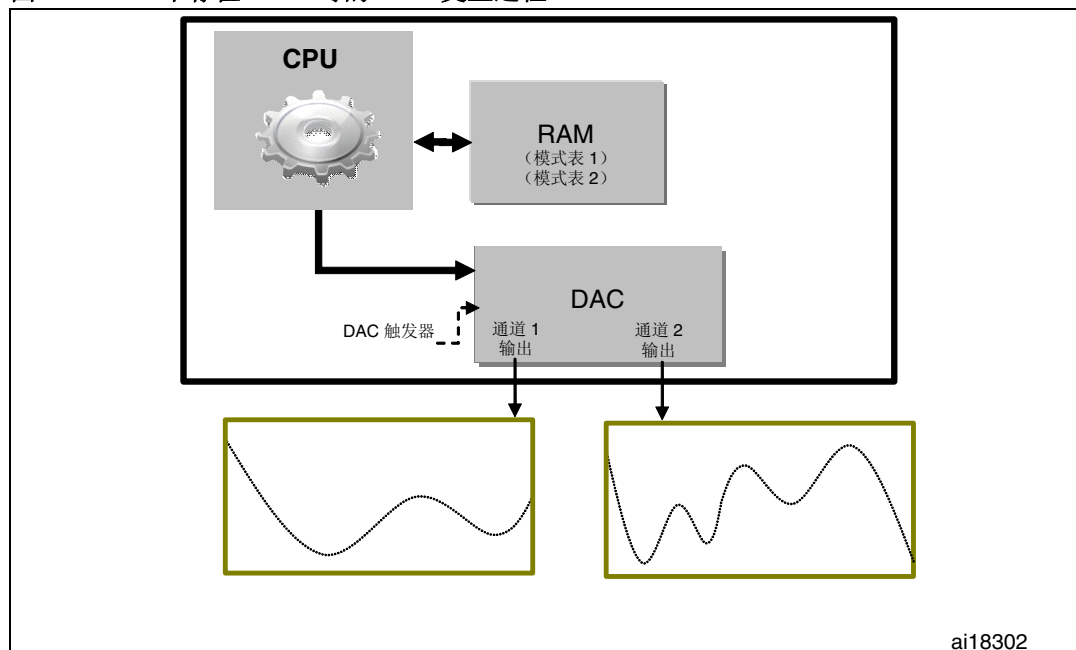 CPU
RAM
（模式表 1）
（模式表 2）
DAC
DAC 触发器
通道 1
输出
通道 2
输出
ai18302